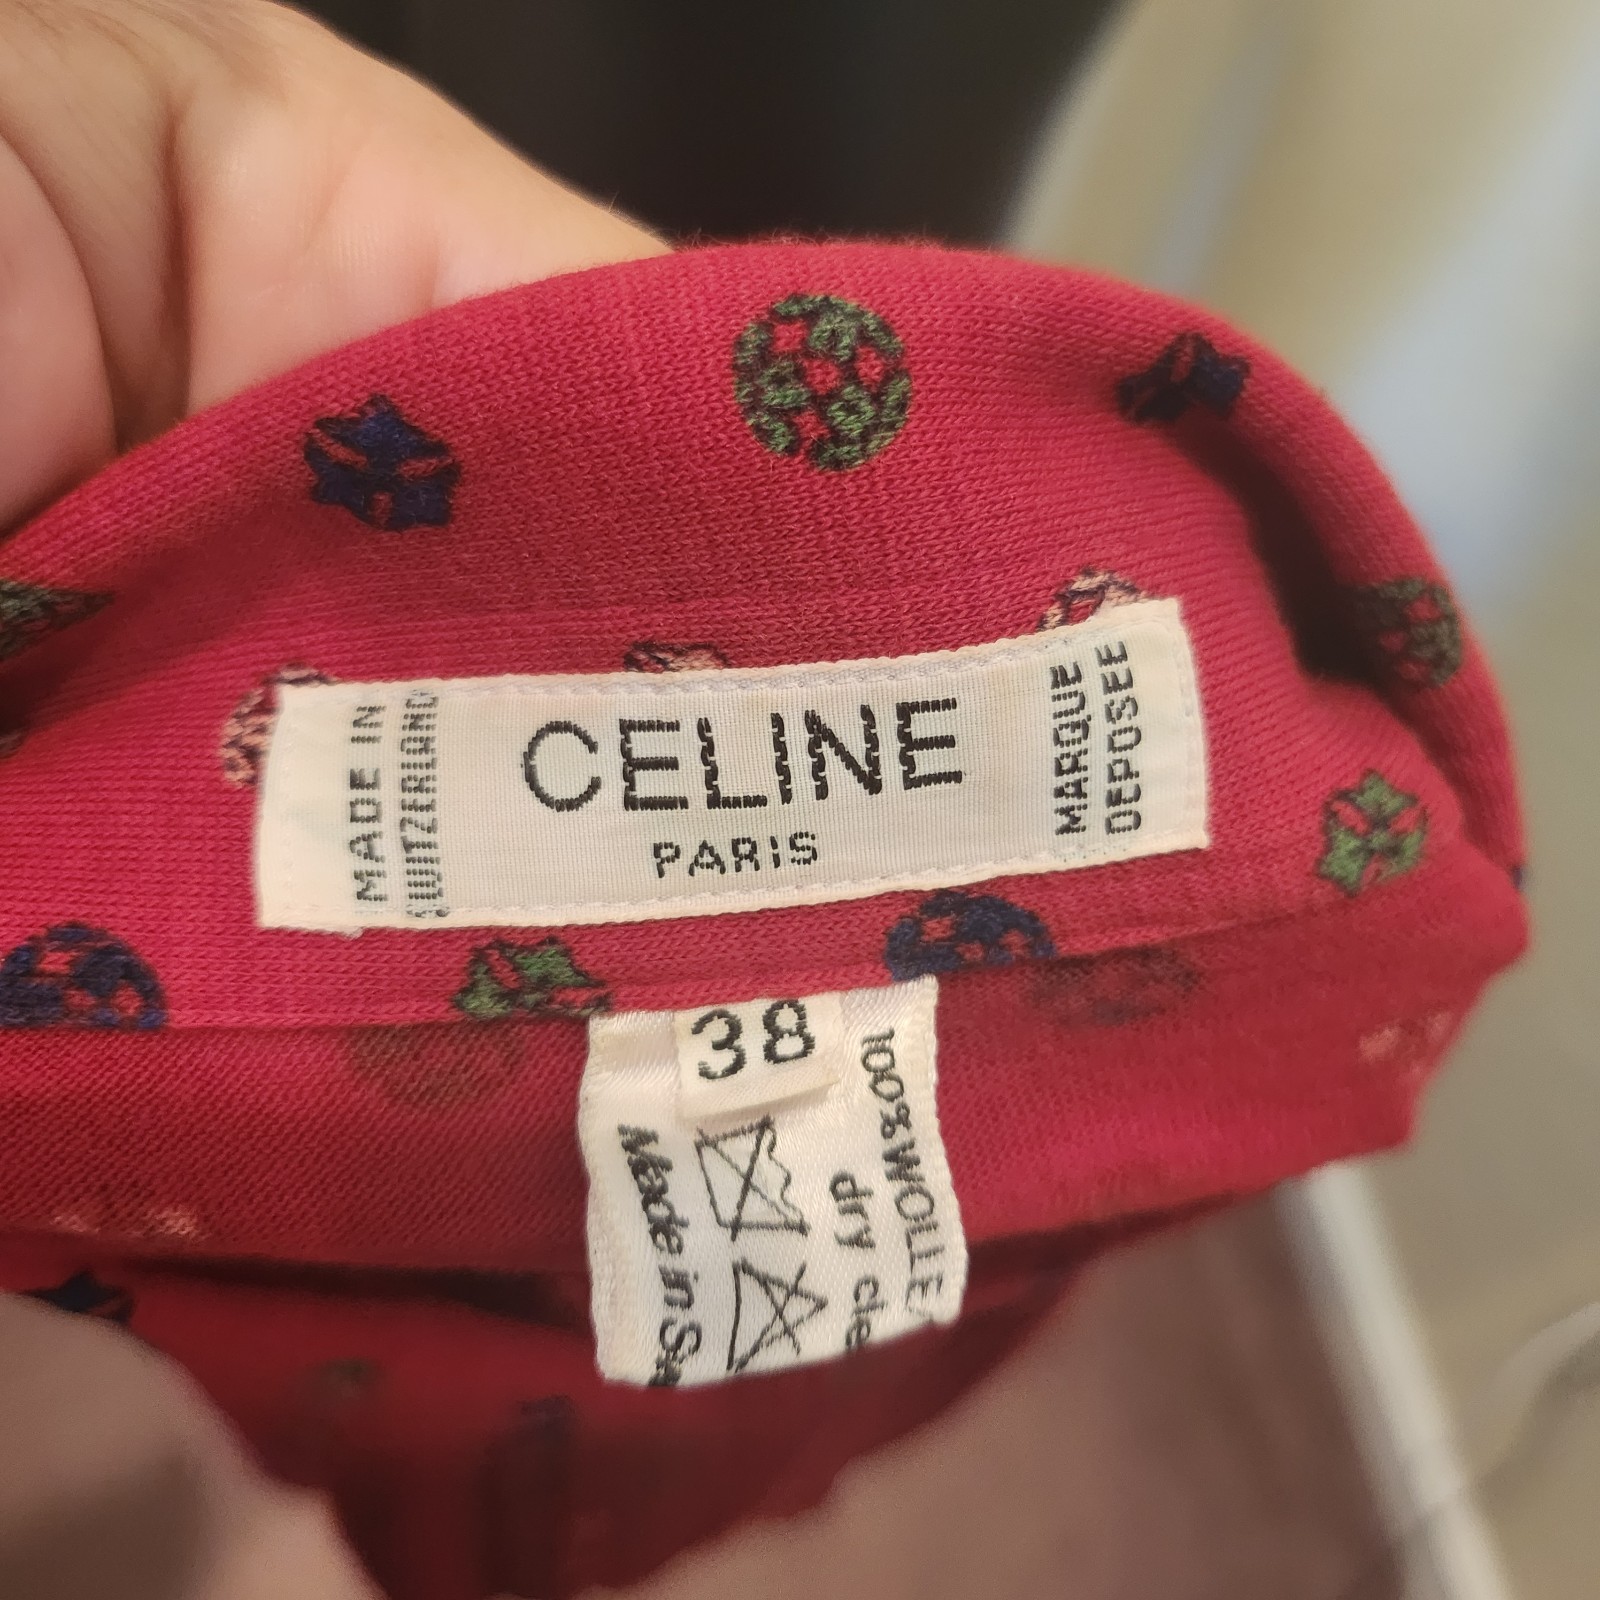 MADE IN
SWITZERLAND
CELINE
PARIS
MARQUE
DEPOSEE
38
100% WOLLE
dry
Made in